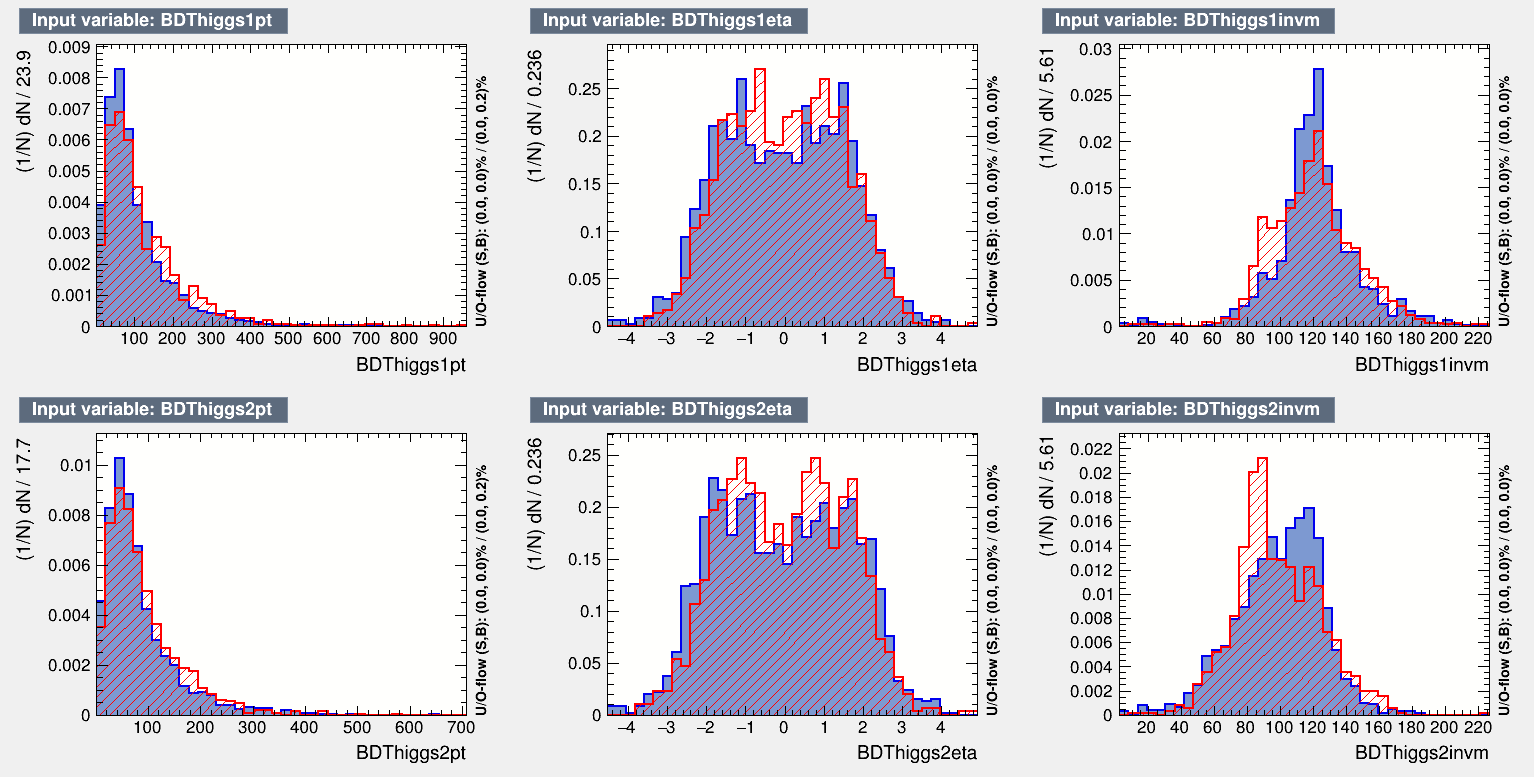 Input variable: BDThiggs1pt
(1/N) dN / 23.9
0.009
0.008
0.007
0.006
0.005
0.004
0.003
0.002
0.001
0
100 200 300 400 500 600 700 800 900
BDThiggs1pt
U/O-flow (S,B): (0.0, 0.0)% / (0.0, 0.2)%
Input variable: BDThiggs1eta
(1/N) dN / 0.236
0.25
0.2
0.15
0.1
0.05
0
−4 −3 −2 −1 0 1 2 3 4
BDThiggs1eta
U/O-flow (S,B): (0.0, 0.0)% / (0.0, 0.0)%
Input variable: BDThiggs1invm
(1/N) dN / 5.61
0.03
0.025
0.02
0.015
0.01
0.005
0
20 40 60 80 100 120 140 160 180 200 220
BDThiggs1invm
U/O-flow (S,B): (0.0, 0.0)% / (0.0, 0.0)%
Input variable: BDThiggs2pt
(1/N) dN / 17.7
0.01
0.008
0.006
0.004
0.002
0
100 200 300 400 500 600 700
BDThiggs2pt
U/O-flow (S,B): (0.0, 0.0)% / (0.0, 0.2)%
Input variable: BDThiggs2eta
(1/N) dN / 0.236
0.25
0.2
0.15
0.1
0.05
0
−4 −3 −2 −1 0 1 2 3 4
BDThiggs2eta
U/O-flow (S,B): (0.0, 0.0)% / (0.0, 0.0)%
Input variable: BDThiggs2invm
(1/N) dN / 5.61
0.022
0.02
0.018
0.016
0.014
0.012
0.01
0.008
0.006
0.004
0.002
0
20 40 60 80 100 120 140 160 180 200 220
BDThiggs2invm
U/O-flow (S,B): (0.0, 0.0)% / (0.0, 0.0)%